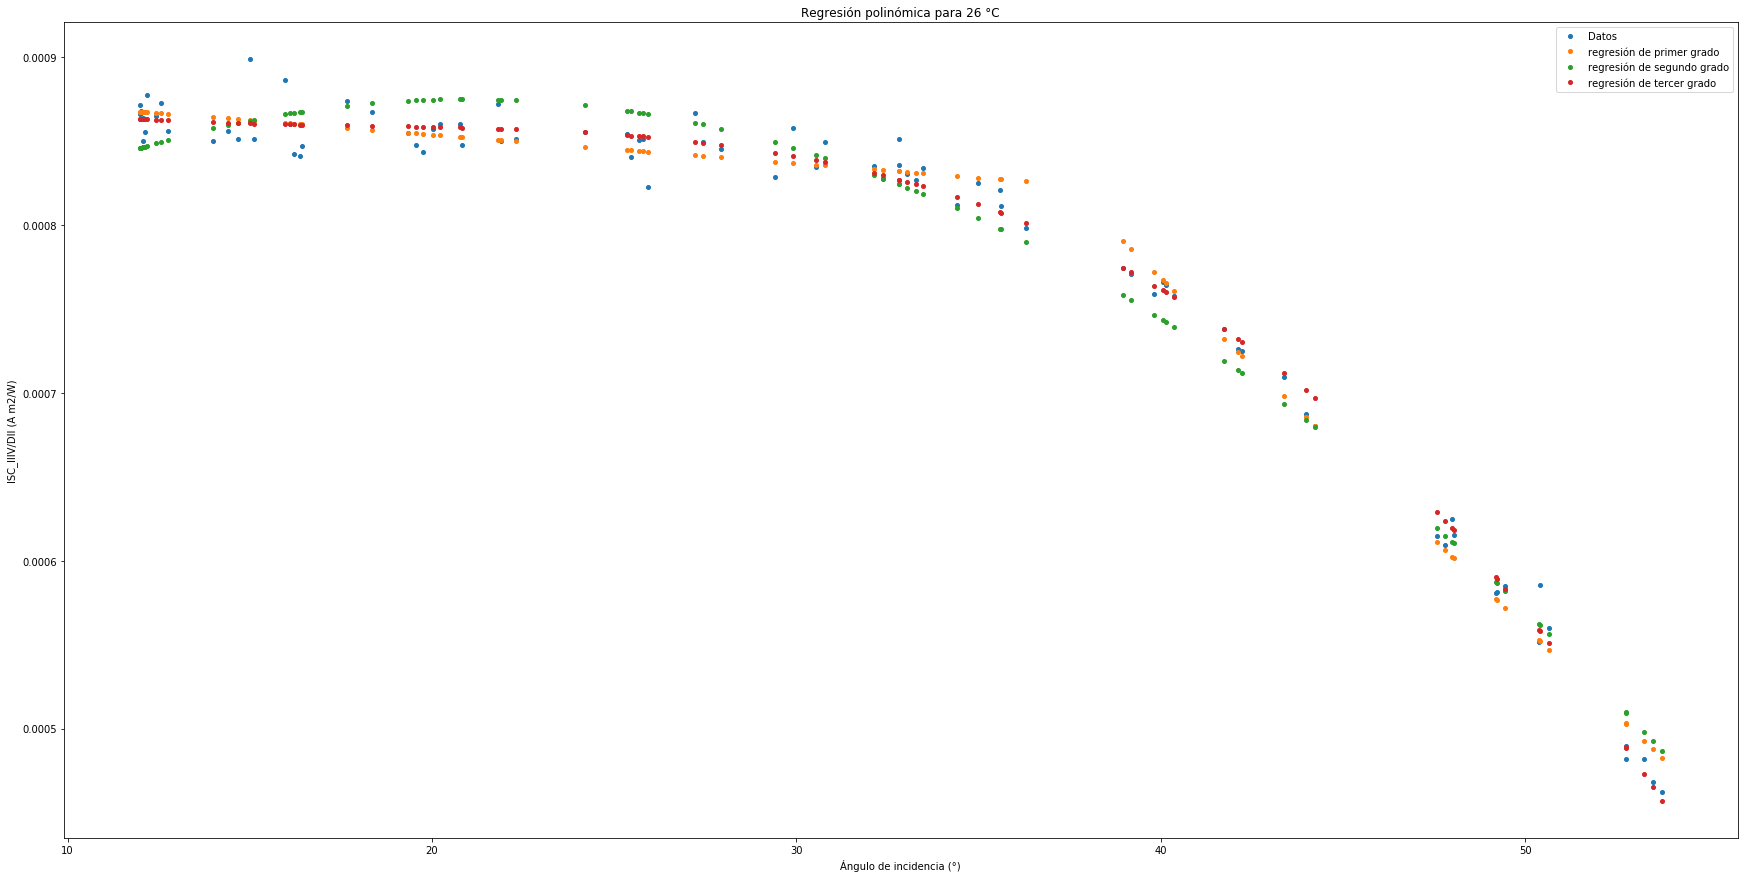 Regresión polinómica para 26 °C
Datos
regresión de primer grado
regresión de segundo grado
regresión de tercer grado
0.0009
0.0008
0.0007
0.0006
0.0005
ISC_IIIV/DII (A m2/W)
10
20
30
40
50
Ángulo de incidencia (°)